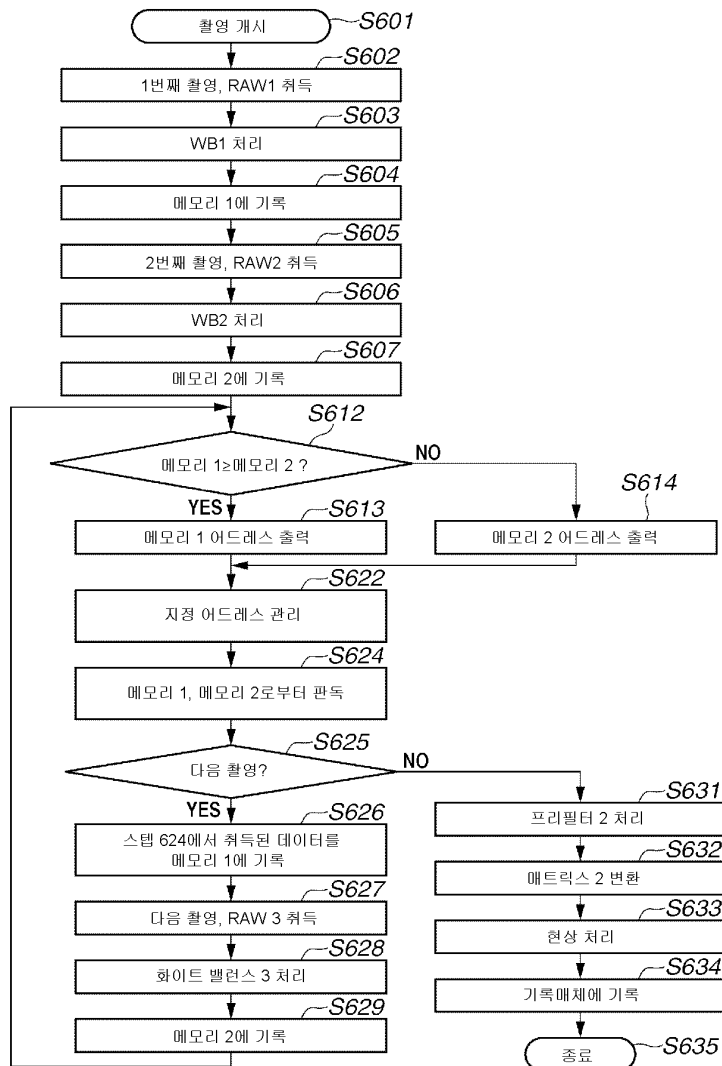 촬영 개시
S601
S602
1번째 촬영, RAW1 취득
S603
WB1 처리
S604
메모리 1에 기록
S605
2번째 촬영, RAW2 취득
S606
WB2 처리
S607
메모리 2에 기록
S612
메모리 1≥메모리 2 ?
NO
YES
S613
메모리 1 어드레스 출력
S614
메모리 2 어드레스 출력
S622
지정 어드레스 관리
S624
메모리 1, 메모리 2로부터 판독
S625
다음 촬영?
NO
YES
S626
스텝 624에서 취득된 데이터를
메모리 1에 기록
S627
다음 촬영, RAW 3 취득
S628
화이트 밸런스 3 처리
S629
메모리 2에 기록
S631
프리필터 2 처리
S632
매트릭스 2 변환
S633
현상 처리
S634
기록매체에 기록
종료
S635